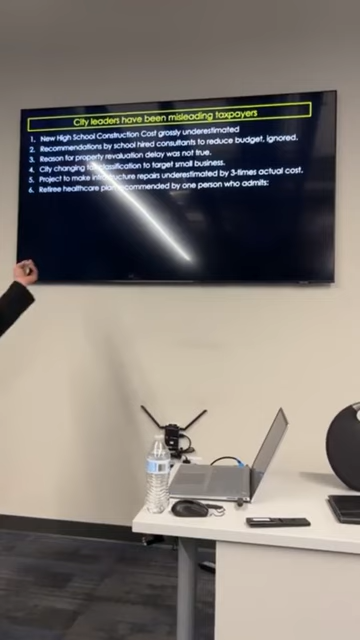 City leaders have been misleading taxpayers
1. New High School Construction Cost grossly underestimated
2. Recommendations by school hired consultants to reduce budget, ignored.
3. Reason for property revaluation delay was not true.
4. City changing classification to target small business.
5. Project to make infrastructure repairs underestimated by 3-times actual cost.
6. Retiree healthcare plan recommended by one person who admits: